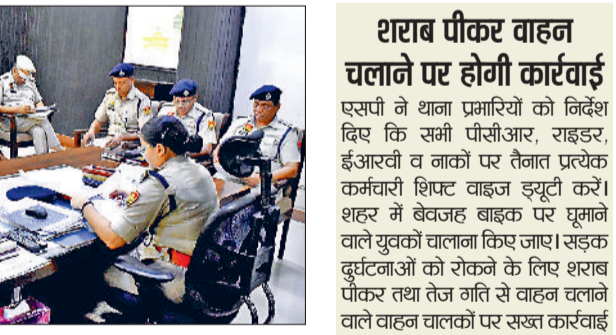 शराब पीकर वाहन
चलाने पर होगी कार्रवाई
एसपी ने थाना प्रभारियों को निर्देश
दिए कि सभी पीसीआर, राइडर,
ईआरवी व नाकों पर तैनात प्रत्येक
कर्मचारी शिफ्ट वाइज ड्यूटी करें।
शहर में बेवजह बाइक पर घूमाने
वाले युवकों चालाना किए जाए। सड़क
दुर्घटनाओं को रोकने के लिए शराब
पीकर तथा तेज गति से वाहन चलाने
वाले वाहन चालकों पर सख्त कार्रवाई